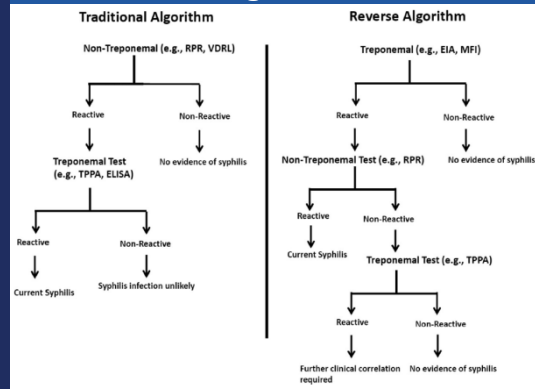 Traditional Algorithm
Non-Treponemal (e.g., RPR, VDRL)
Reactive
Non-Reactive
Treponemal Test
(e.g., TPPA, ELISA)
No evidence of syphilis
Reactive
Non-Reactive
Current Syphilis
Syphilis infection unlikely
Reverse Algorithm
Treponemal (e.g., EIA, MFI)
Reactive
Non-Reactive
Non-Treponemal Test (e.g., RPR)
No evidence of syphilis
Reactive
Non-Reactive
Current Syphilis
Treponemal Test (e.g., TPPA)
Reactive
Non-Reactive
Further clinical correlation
required
No evidence of syphilis